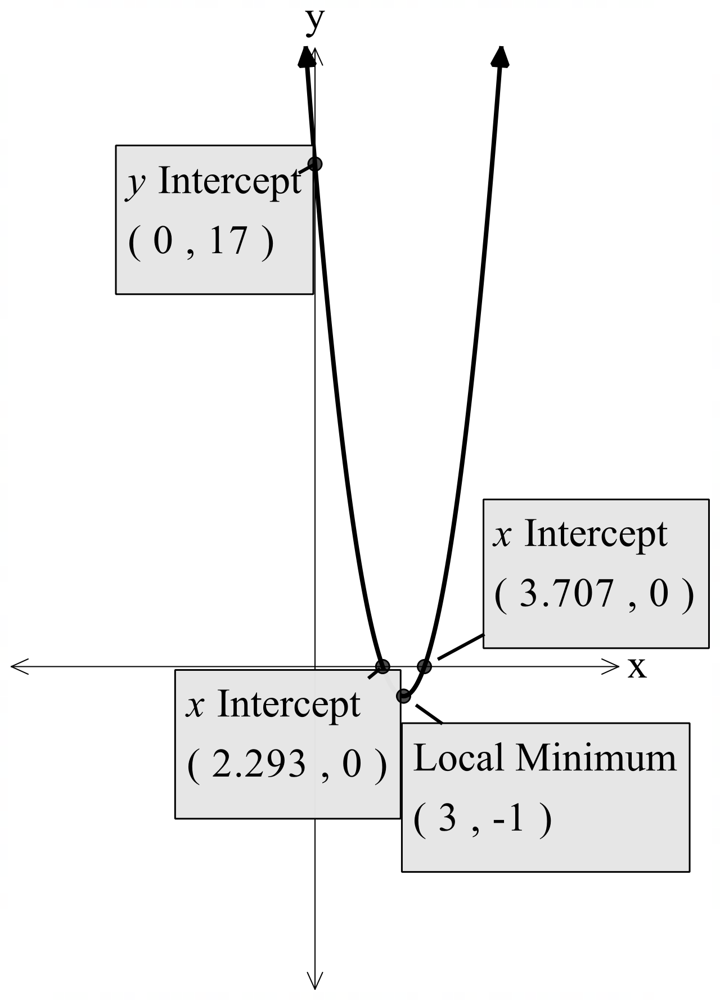 y
y Intercept
( 0 , 17 )
x Intercept
( 3.707 , 0 )
x
x Intercept
( 2.293 , 0 )
Local Minimum
( 3 , -1 )